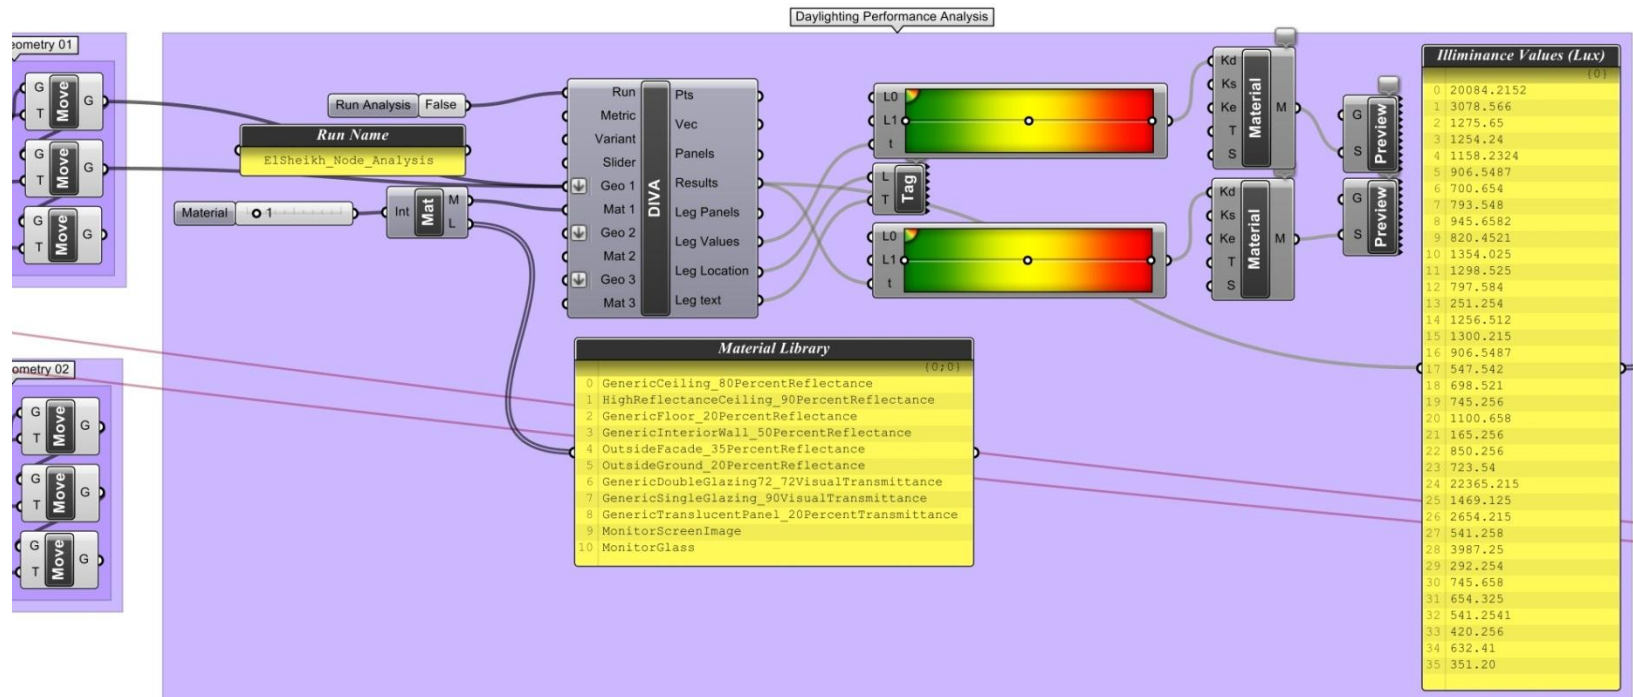 Daylighting Performance Analysis
eometry 01
G
T
Move
G
G
T
Move
G
G
T
Move
G
ometry 02
G
T
Move
G
G
T
Move
G
G
T
Move
G
Run Analysis False
Run Name
ElSheikh_Node_Analysis
Material 1
Int
Mat
M
L
Run
Metric
Variant
Slider
Geo 1
Mat 1
Geo 2
Mat 2
Geo 3
Mat 3
DIVA
Pts
Vec
Panels
Results
Leg Panels
Leg Values
Leg Location
Leg text
L0
L1
t
L
T
Tag
L0
L1
t
Kd
Ks
Ke
T
S
Material
M
Kd
Ks
Ke
T
S
Material
M
G
S
Preview
G
S
Preview
Material Library
{0;0}
0 GenericCeiling_80PercentReflectance
1 HighReflectanceCeiling_90PercentReflectance
2 GenericFloor_20PercentReflectance
3 GenericInteriorWall_50PercentReflectance
4 OutsideFacade_35PercentReflectance
5 OutsideGround_20PercentReflectance
6 GenericDoubleGlazing72_72VisualTransmittance
7 GenericSingleGlazing_90VisualTransmittance
8 GenericTranslucentPanel_20PercentTransmittance
9 MonitorScreenImage
10 MonitorGlass
Illiminance Values (Lux)
{0}
0 20084.2152
1 3078.566
2 1275.65
3 1254.24
4 1158.2324
5 906.5487
6 700.654
7 793.548
8 945.6582
9 820.4521
10 1354.025
11 1298.525
12 797.584
13 251.254
14 1256.512
15 1300.215
16 906.5487
17 547.542
18 698.521
19 745.256
20 1100.658
21 165.256
22 850.256
23 723.54
24 22365.215
25 1469.125
26 2654.215
27 541.258
28 3987.25
29 292.254
30 745.658
31 654.325
32 541.2541
33 420.256
34 632.41
35 351.20